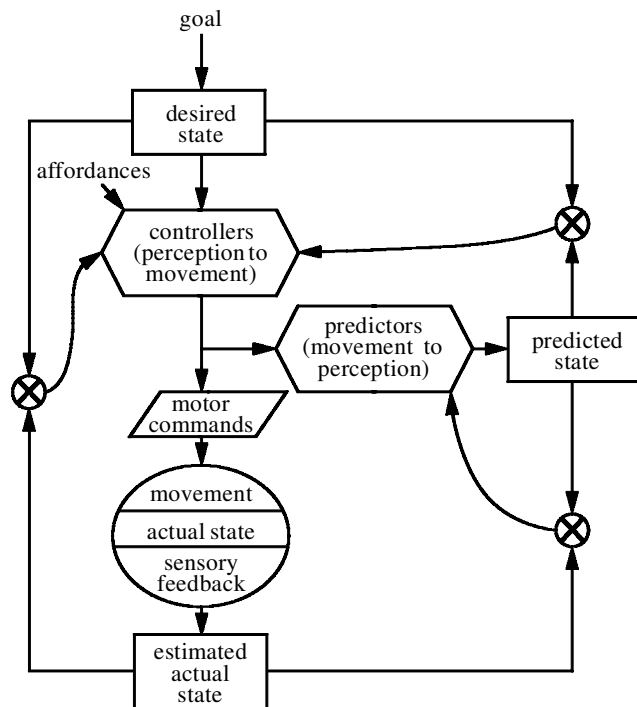 goal
desired
state
affordances
controllers
(perception to
movement)
predictors
(movement to
perception)
predicted
state
motor
commands
movement
actual state
sensory
feedback
estimated
actual
state